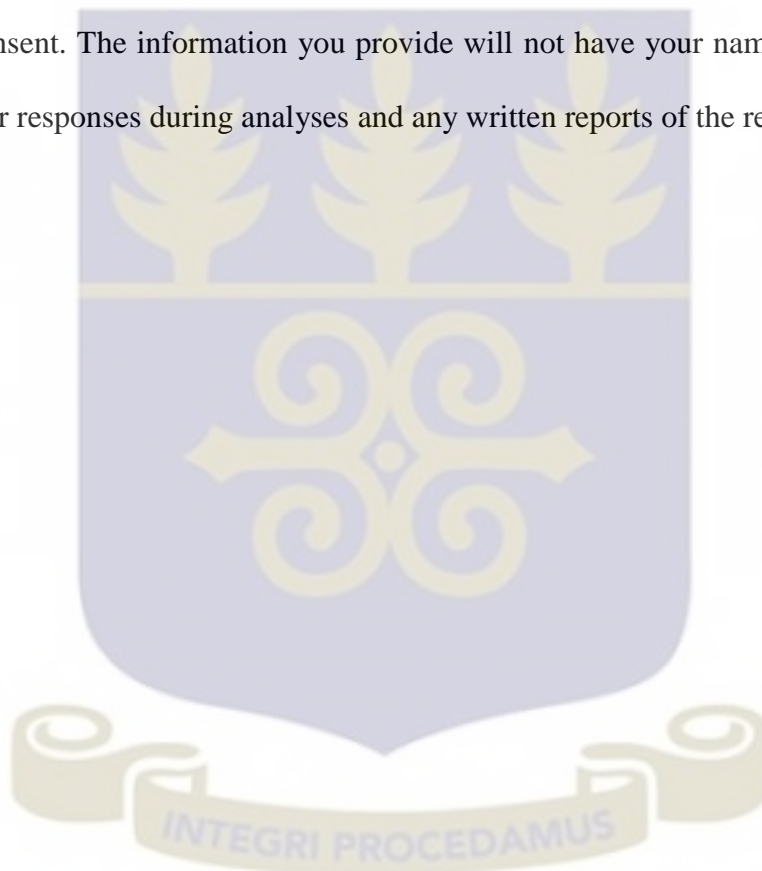 nsent. The information you provide will not have your nam
r responses during analyses and any written reports of the re
INTEGRI PROCEDAMUS